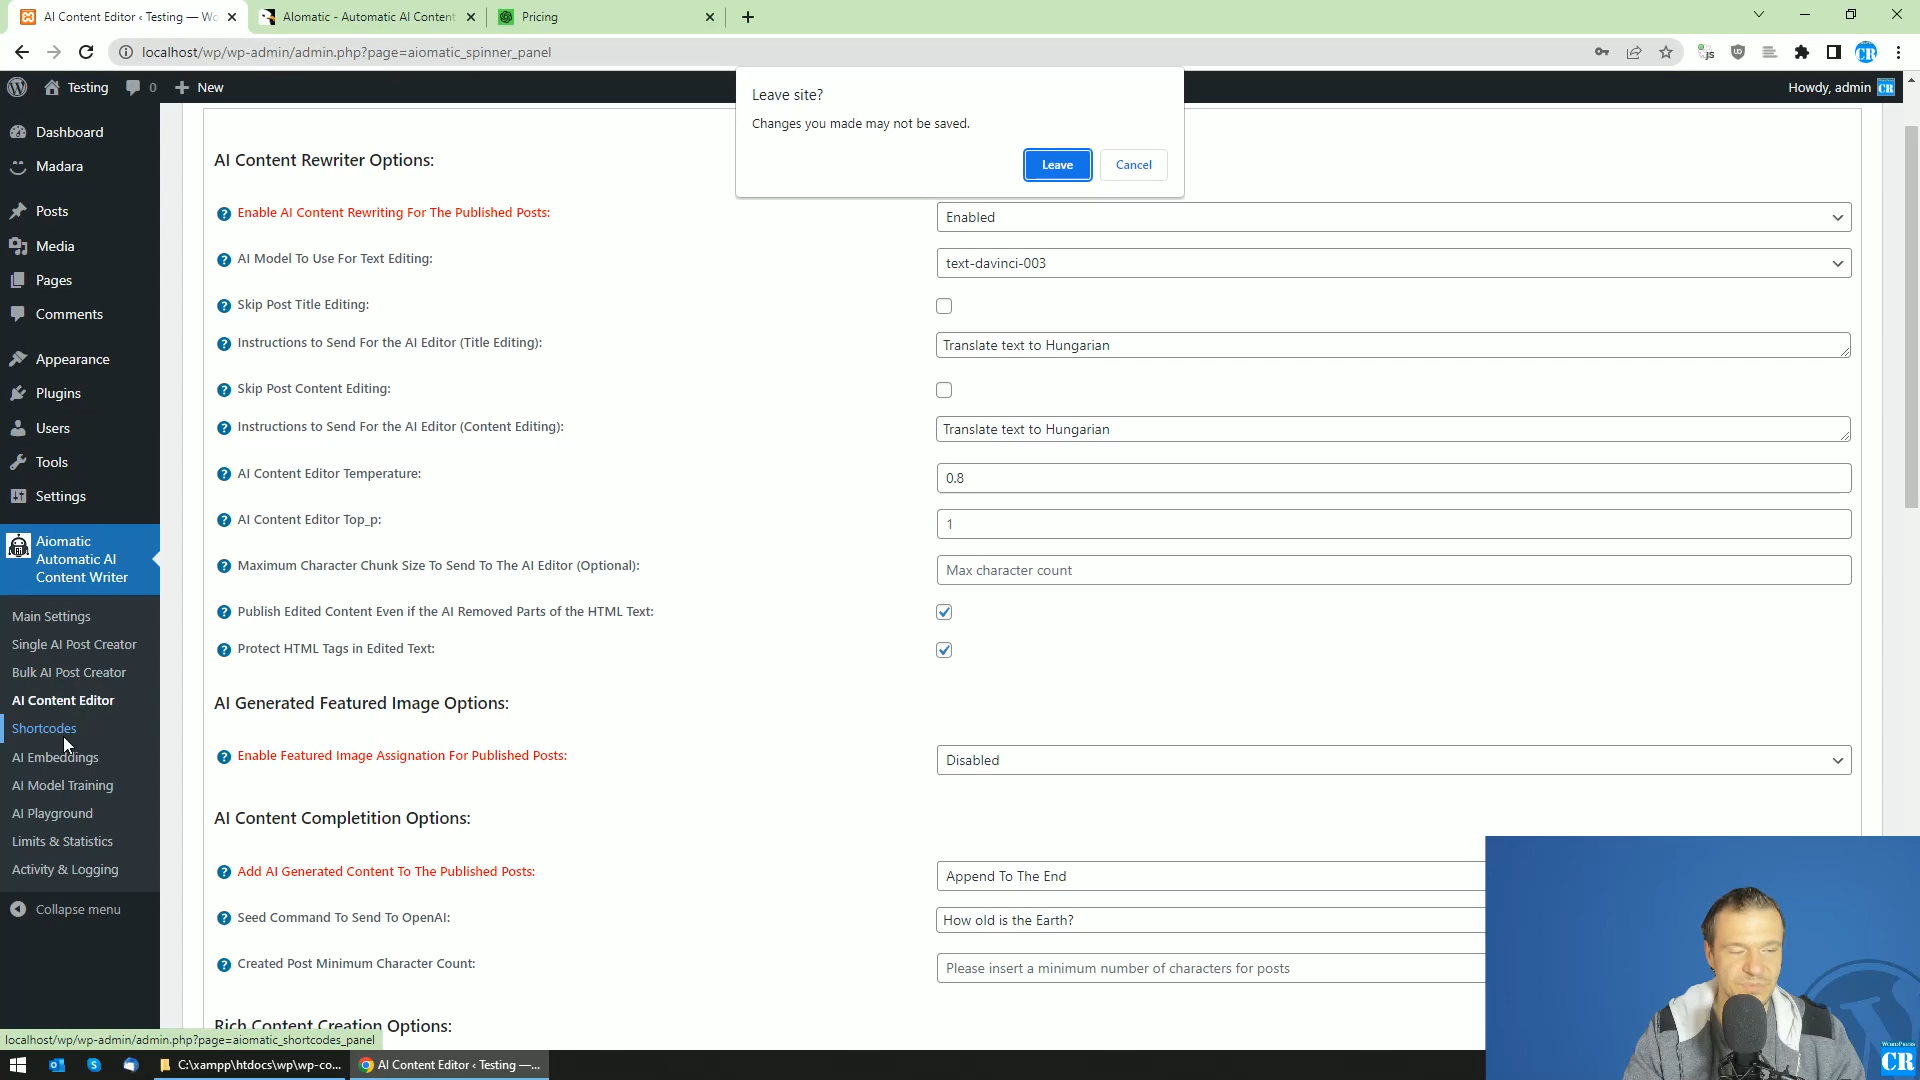 AI Content Editor ‹ Testing — Wo
AIomatic - Automatic AI Content
Pricing
localhost/wp/wp-admin/admin.php?page=aiomatic_spinner_panel
Testing
0
New
Howdy, admin
Leave site?
Changes you made may not be saved.
Leave
Cancel
Dashboard
Madara
Posts
Media
Pages
Comments
Appearance
Plugins
Users
Tools
Settings
Aiomatic
Automatic AI
Content Writer
Main Settings
Single AI Post Creator
Bulk AI Post Creator
AI Content Editor
Shortcodes
AI Embeddings
AI Model Training
AI Playground
Limits & Statistics
Activity & Logging
Collapse menu
AI Content Rewriter Options:
Enable AI Content Rewriting For The Published Posts:
Enabled
AI Model To Use For Text Editing:
text-davinci-003
Skip Post Title Editing:
Instructions to Send For the AI Editor (Title Editing):
Translate text to Hungarian
Skip Post Content Editing:
Instructions to Send For the AI Editor (Content Editing):
Translate text to Hungarian
AI Content Editor Temperature:
0.8
AI Content Editor Top_p:
1
Maximum Character Chunk Size To Send To The AI Editor (Optional):
Max character count
Publish Edited Content Even if the AI Removed Parts of the HTML Text:
Protect HTML Tags in Edited Text:
AI Generated Featured Image Options:
Enable Featured Image Assignation For Published Posts:
Disabled
AI Content Completition Options:
Add AI Generated Content To The Published Posts:
Append To The End
Seed Command To Send To OpenAI:
How old is the Earth?
Created Post Minimum Character Count:
Please insert a minimum number of characters for posts
Rich Content Creation Options:
localhost/wp/wp-admin/admin.php?page=aiomatic_shortcodes_panel
C:\xampp\htdocs\wp\wp-co...
AI Content Editor ‹ Testing —...
WORDPRESS
CR